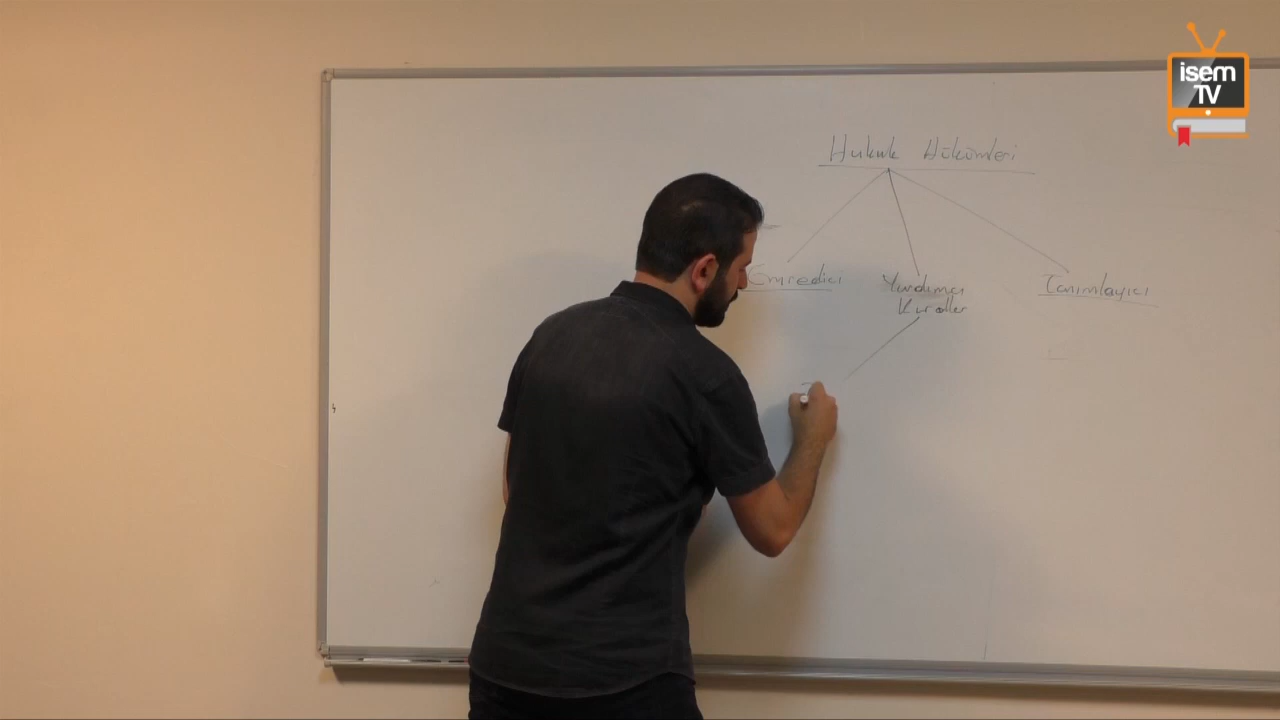 isem
TV
Hukuk Hükümleri
Emredici
Yardımcı
Kurallar
Tanımlayıcı